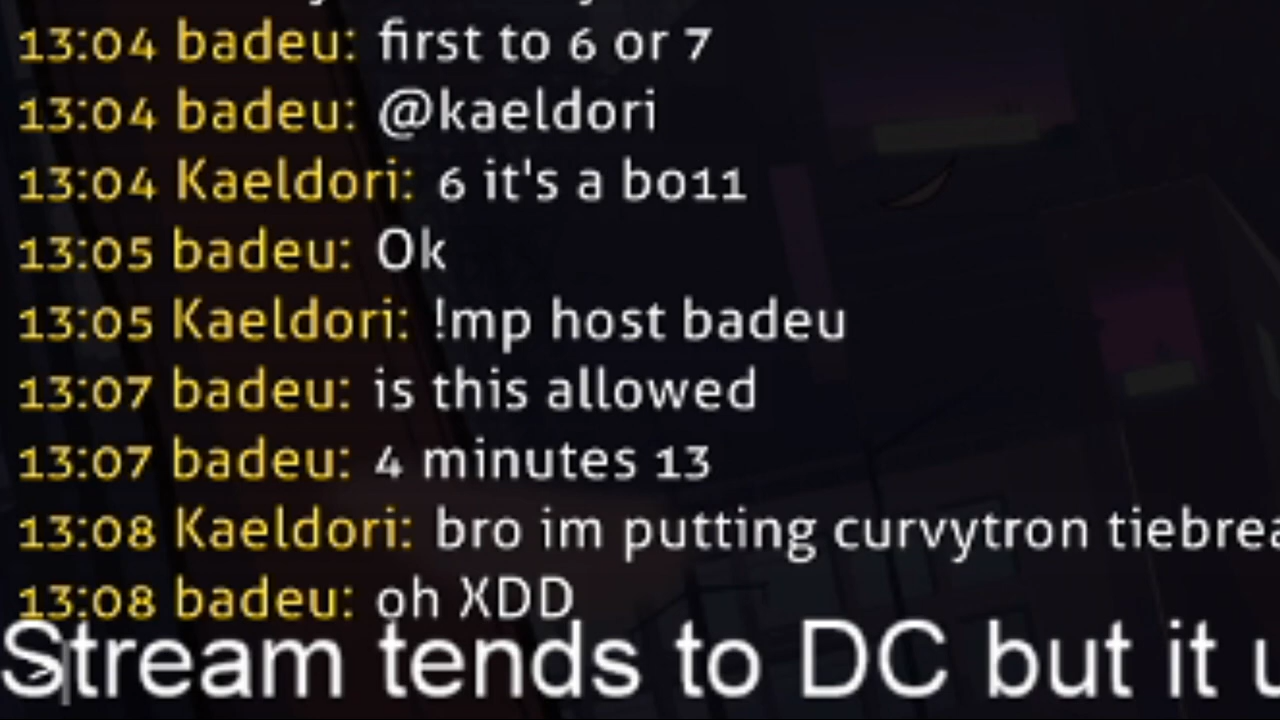 13:04 badeu: first to 6 or 7
13:04 badeu: @kaeldori
13:04 Kaeldori: 6 it's a bo11
13:05 badeu: Ok
13:05 Kaeldori: !mp host badeu
13:07 badeu: is this allowed
13:07 badeu: 4 minutes 13
13:08 Kaeldori: bro im putting curvytron tiebrea
13:08 badeu: oh XDD
>
Stream tends to DC but it u